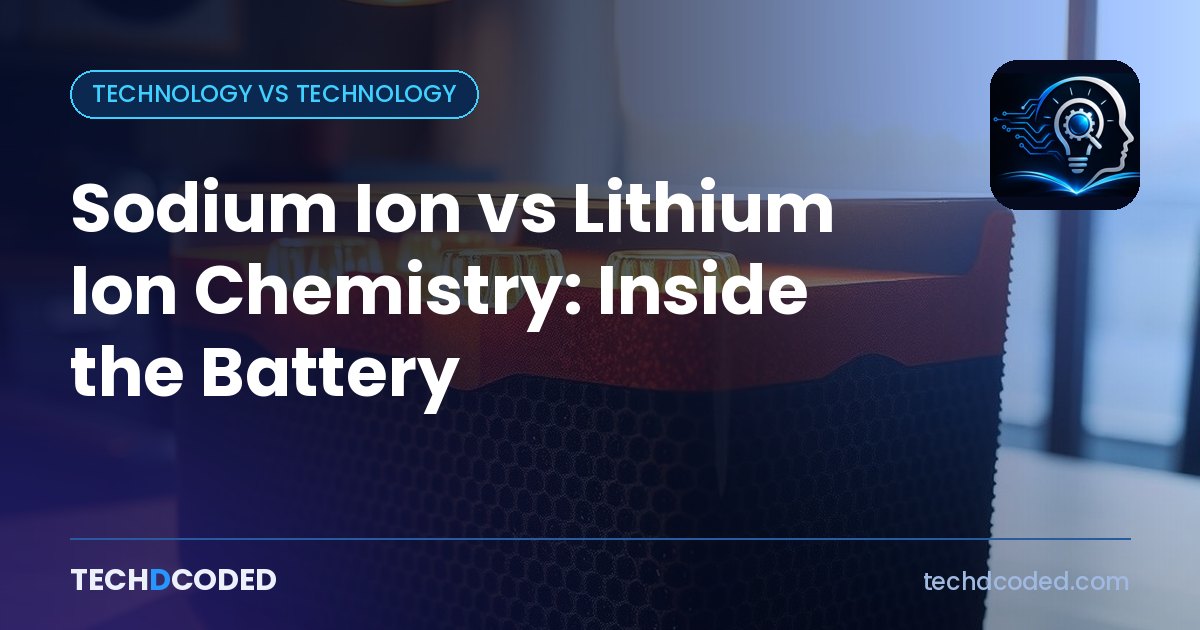 TECHNOLOGY VS TECHNOLOGY
Sodium Ion vs Lithium
Ion Chemistry: Inside
the Battery
TECHDCODED
techdcoded.com